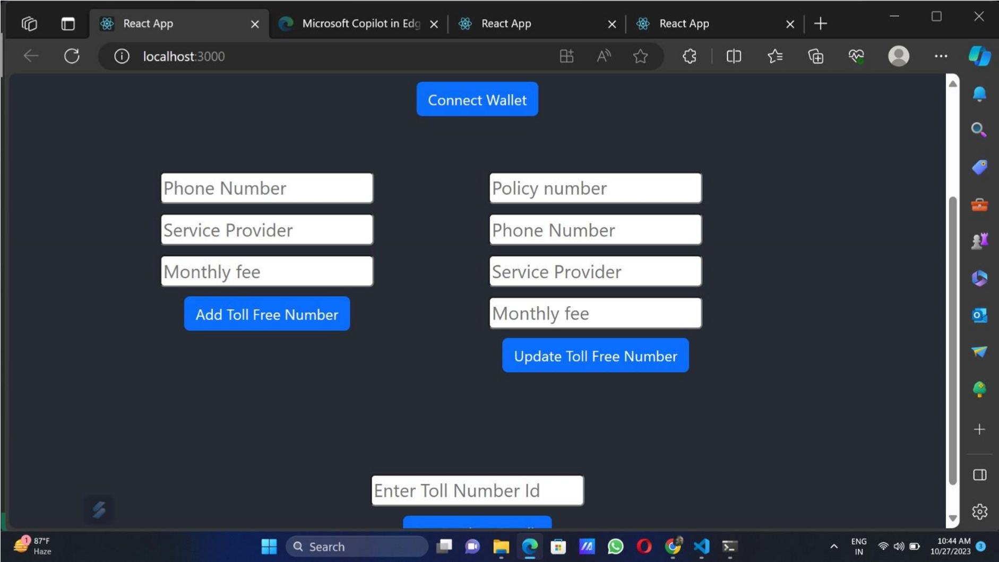 React App
Microsoft Copilot in Edg
React App
React App
localhost:3000
Connect Wallet
Phone Number
Service Provider
Monthly fee
Add Toll Free Number
Policy number
Phone Number
Service Provider
Monthly fee
Update Toll Free Number
Enter Toll Number Id
1
87°F
Haze
Search
ENG
IN
10:44 AM
10/27/2023
3